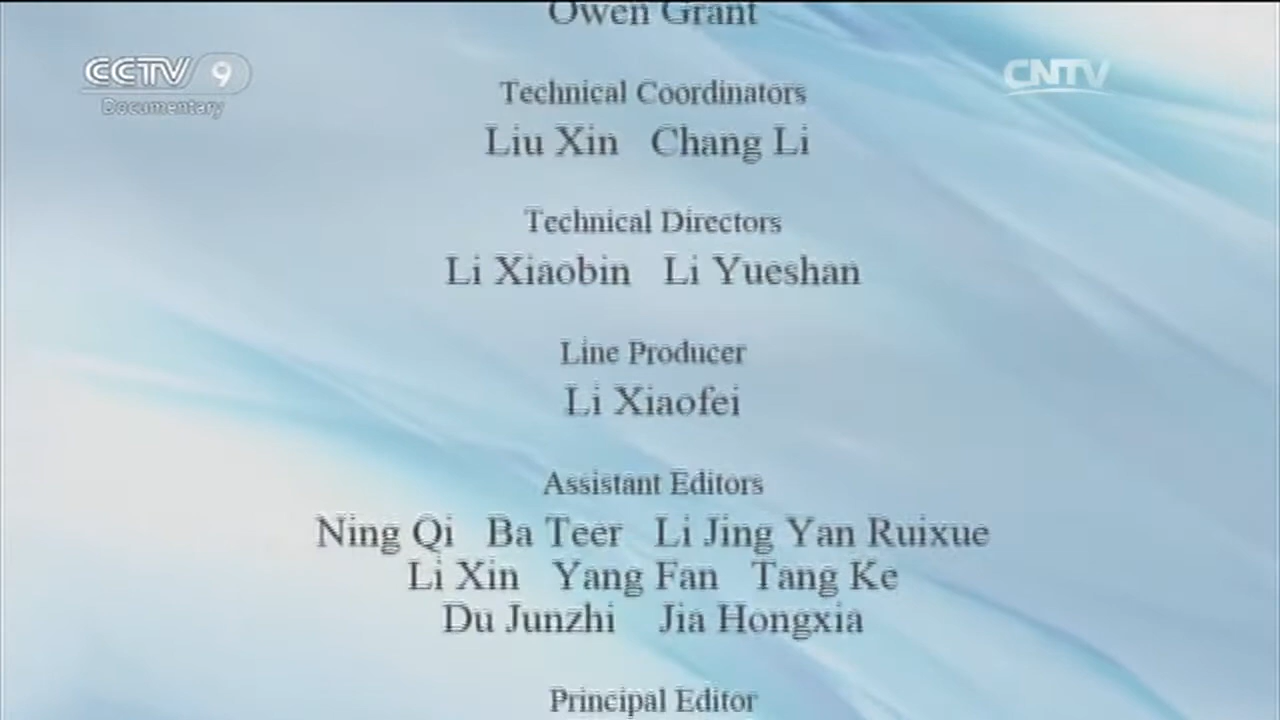 Owen Grant
CCTV 9
Documentary
CNTV
Technical Coordinators
Liu Xin Chang Li
Technical Directors
Li Xiaobin Li Yueshan
Line Producer
Li Xiaofei
Assistant Editors
Ning Qi Ba Teer Li Jing Yan Ruixue
Li Xin Yang Fan Tang Ke
Du Junzhi Jia Hongxia
Principal Editor